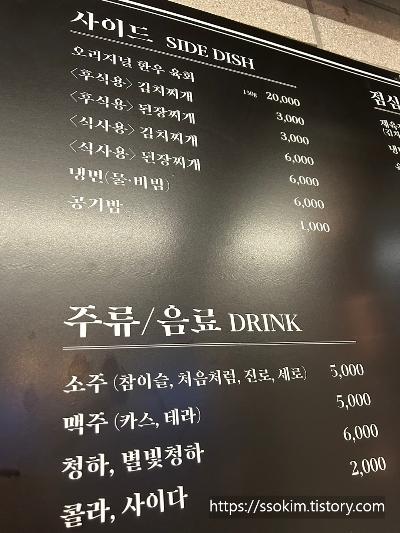 사이드 SIDE DISH
오리지널 한우 육회 150g 20,000
<후식용> 김치찌개 3,000
<후식용> 된장찌개 3,000
<식사용> 김치찌개 6,000
<식사용> 된장찌개 6,000
냉면(물·비빔) 6,000
공기밥 1,000
주류/음료 DRINK
소주 (참이슬, 처음처럼, 진로, 새로) 5,000
맥주 (카스, 테라) 5,000
청하, 별빛청하 6,000
콜라, 사이다 2,000
점심
https://ssokim.tistory.com